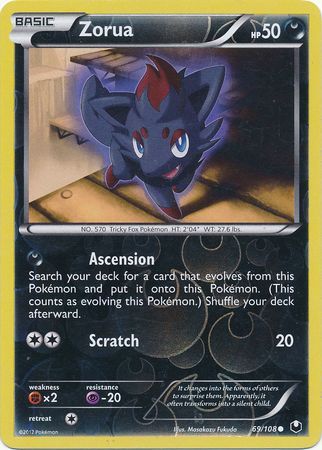 BASIC
Zorua
HP50
NO. 570 Tricky Fox Pokémon HT: 2'04" WT: 27.6 lbs.
Ascension
Search your deck for a card that evolves from this
Pokémon and put it onto this Pokémon. (This
counts as evolving this Pokémon.) Shuffle your deck
afterward.
Scratch 20
weakness
×2
resistance
-20
retreat
It changes into the forms of others to
surprise them. Apparently, it
often transforms into a silent child.
Illus. Masakazu Fukuda
69/108
©2012 Pokémon